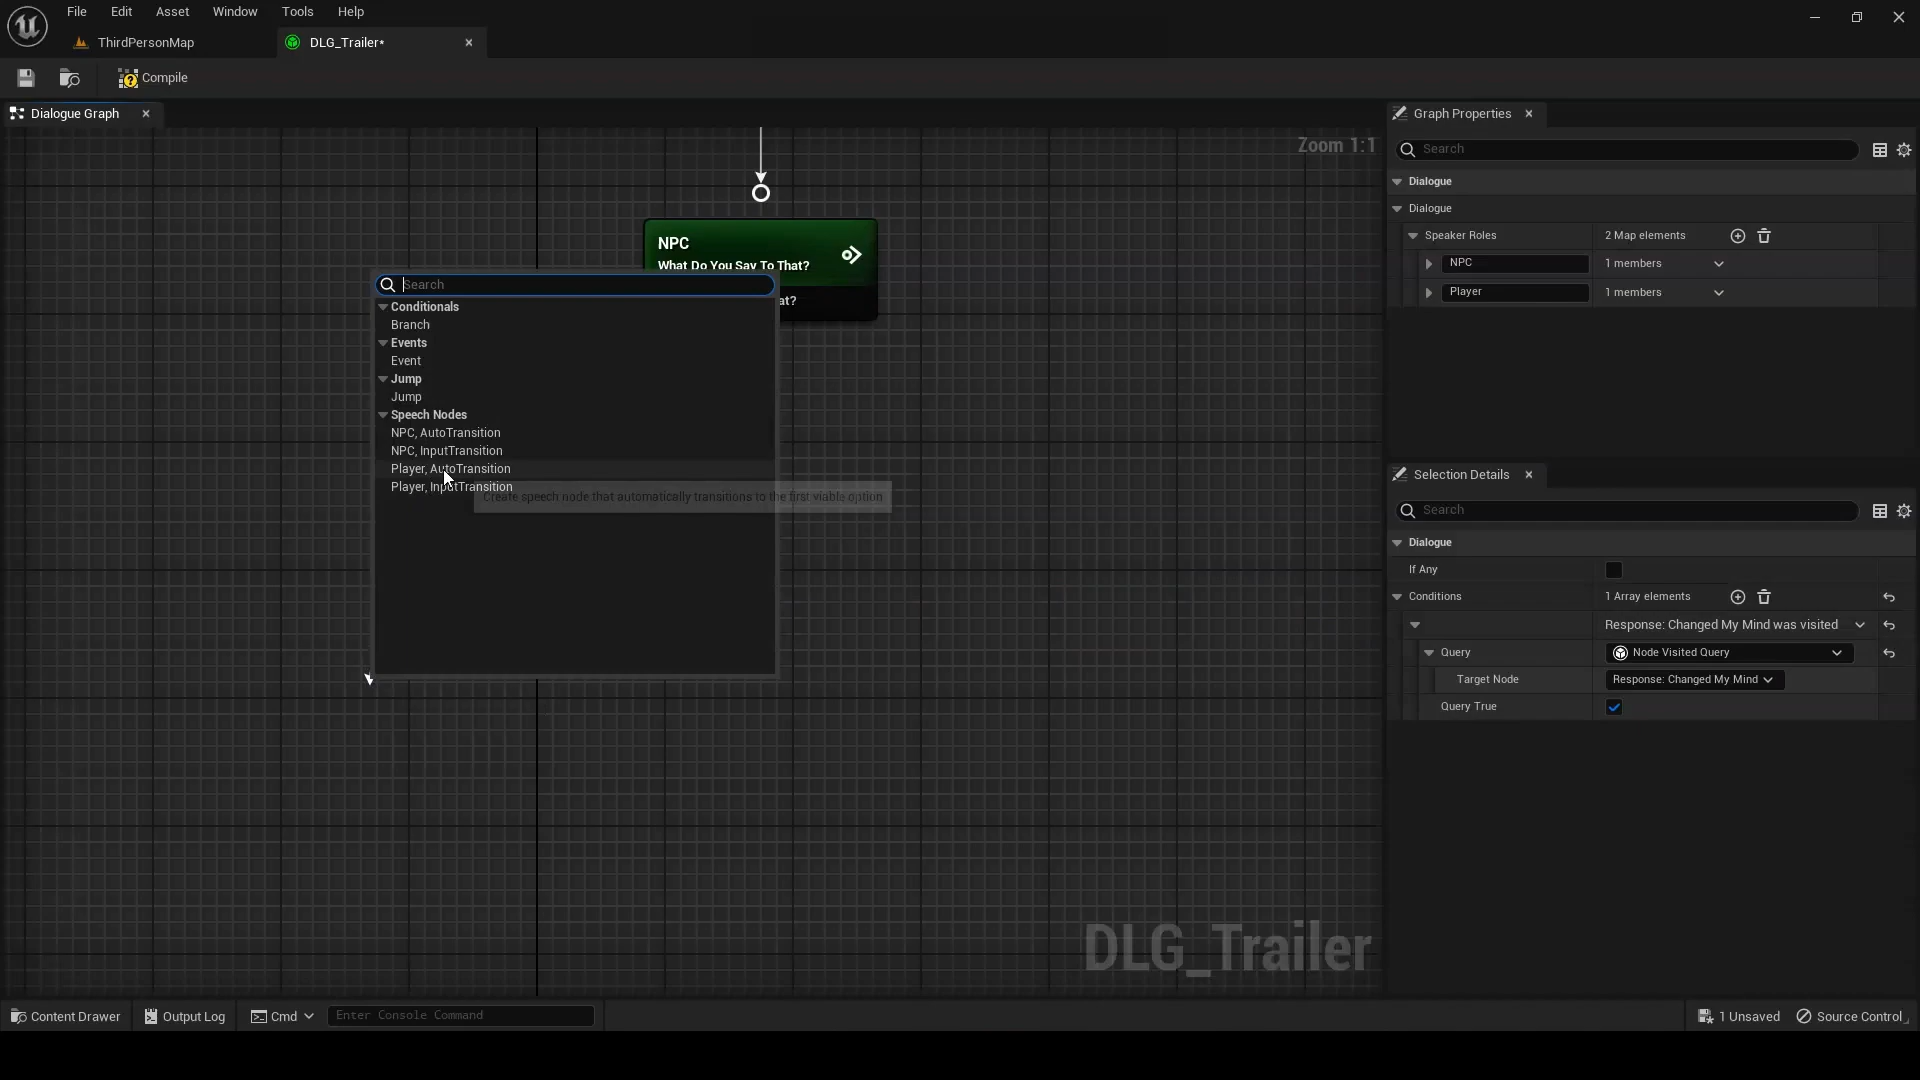 File Edit Asset Window Tools Help
ThirdPersonMap
DLG_Trailer*
Compile
Dialogue Graph
Zoom 1:1
NPC
What Do You Say To That?
at?
Search
Conditionals
Branch
Events
Event
Jump
Jump
Speech Nodes
NPC, AutoTransition
NPC, InputTransition
Player, AutoTransition
Player, InputTransition
Create speech node that automatically transitions to the first viable option
DLG_Trailer
Graph Properties
Search
Dialogue
Dialogue
Speaker Roles 2 Map elements
NPC 1 members
Player 1 members
Selection Details
Search
Dialogue
If Any
Conditions 1 Array elements
Response: Changed My Mind was visited
Query Node Visited Query
Target Node Response: Changed My Mind
Query True
Content Drawer Output Log Cmd Enter Console Command 1 Unsaved Source Control